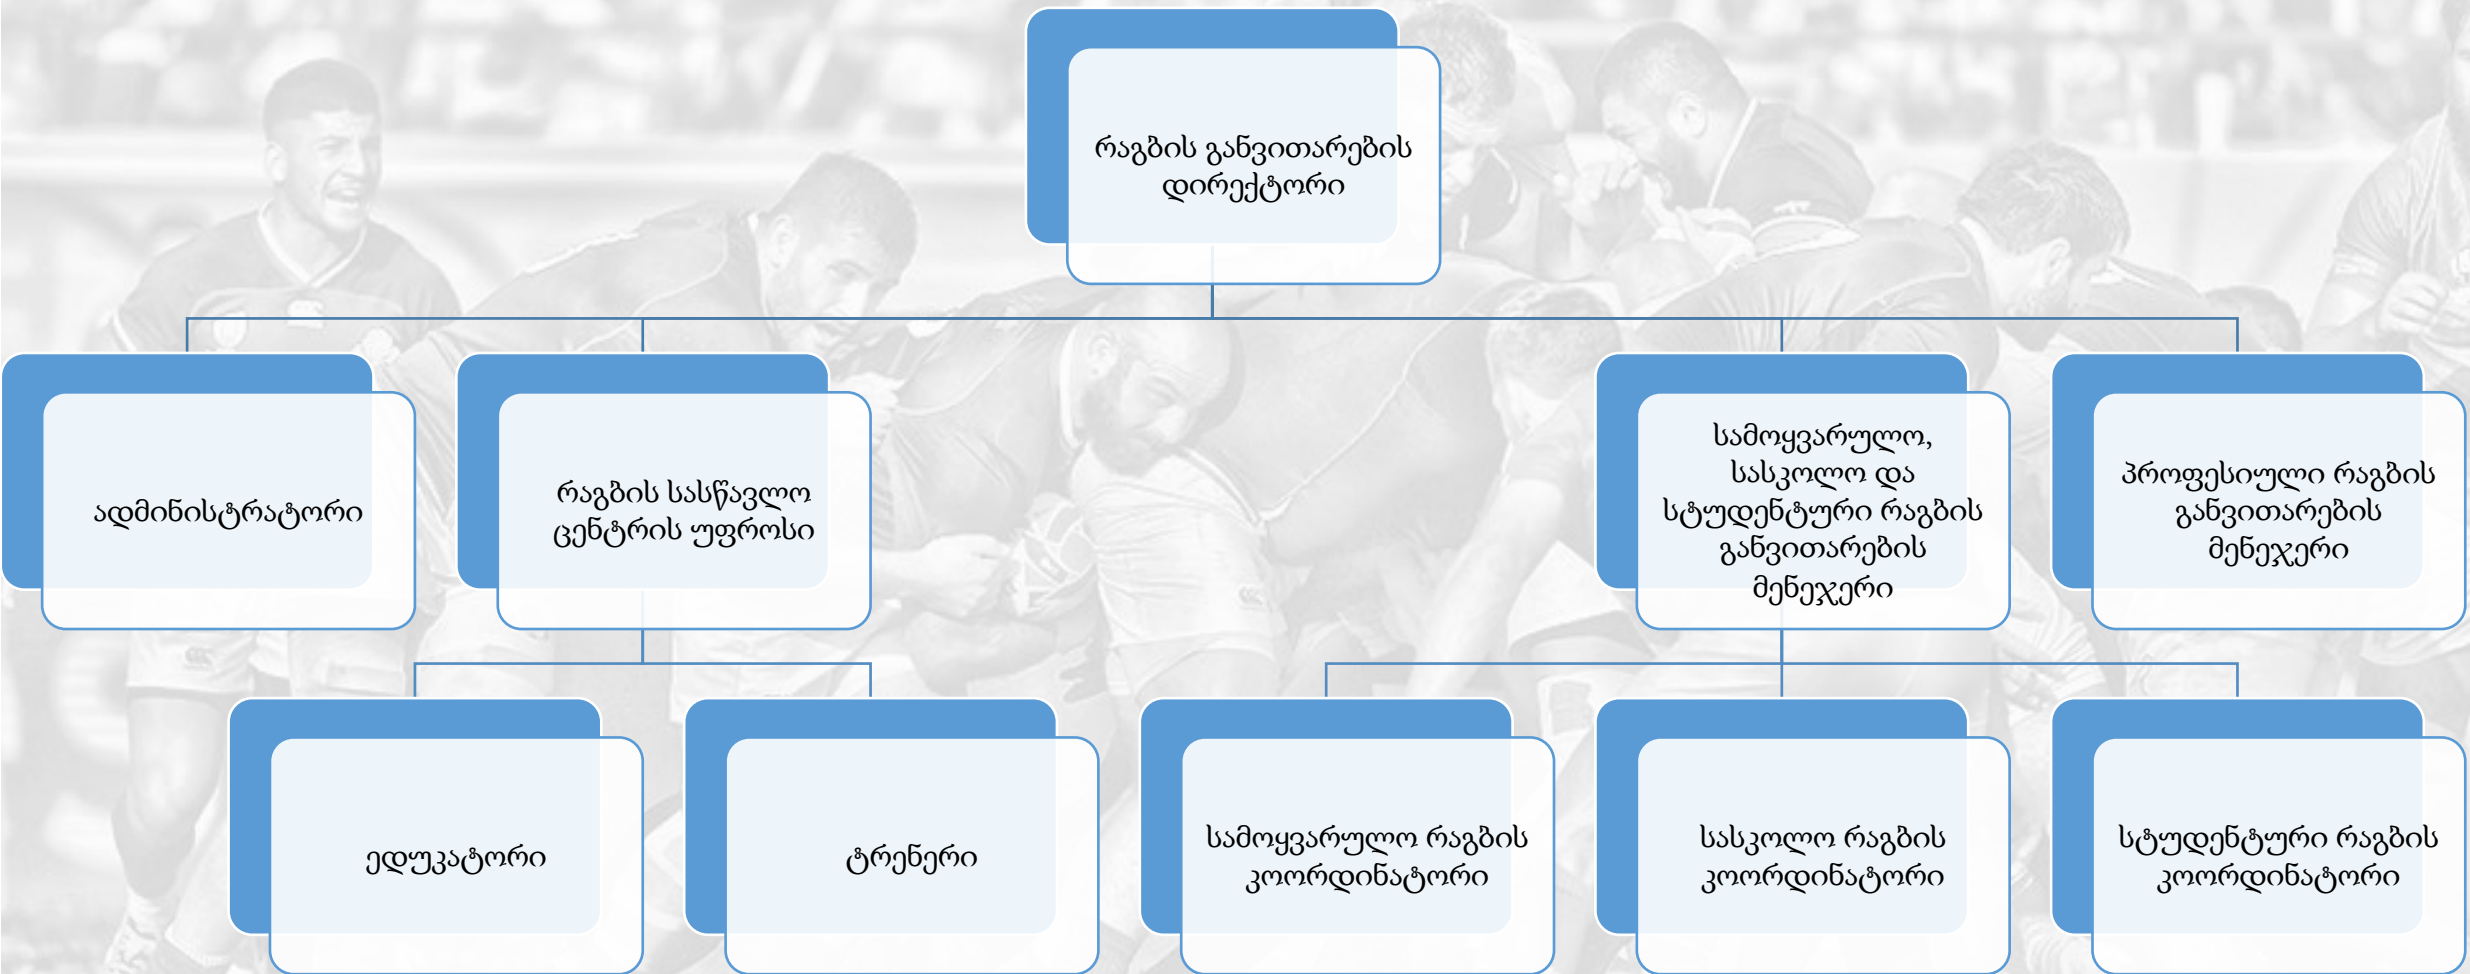 რაგბის განვითარების
დირექტორი
ადმინისტრატორი
რაგბის სასწავლო
ცენტრის უფროსი
სამოყვარულო,
სასკოლო და
სტუდენტური რაგბის
განვითარების
მენეჯერი
პროფესიული რაგბის
განვითარების
მენეჯერი
ედუკატორი
ტრენერი
სამოყვარულო რაგბის
კოორდინატორი
სასკოლო რაგბის
კოორდინატორი
სტუდენტური რაგბის
კოორდინატორი